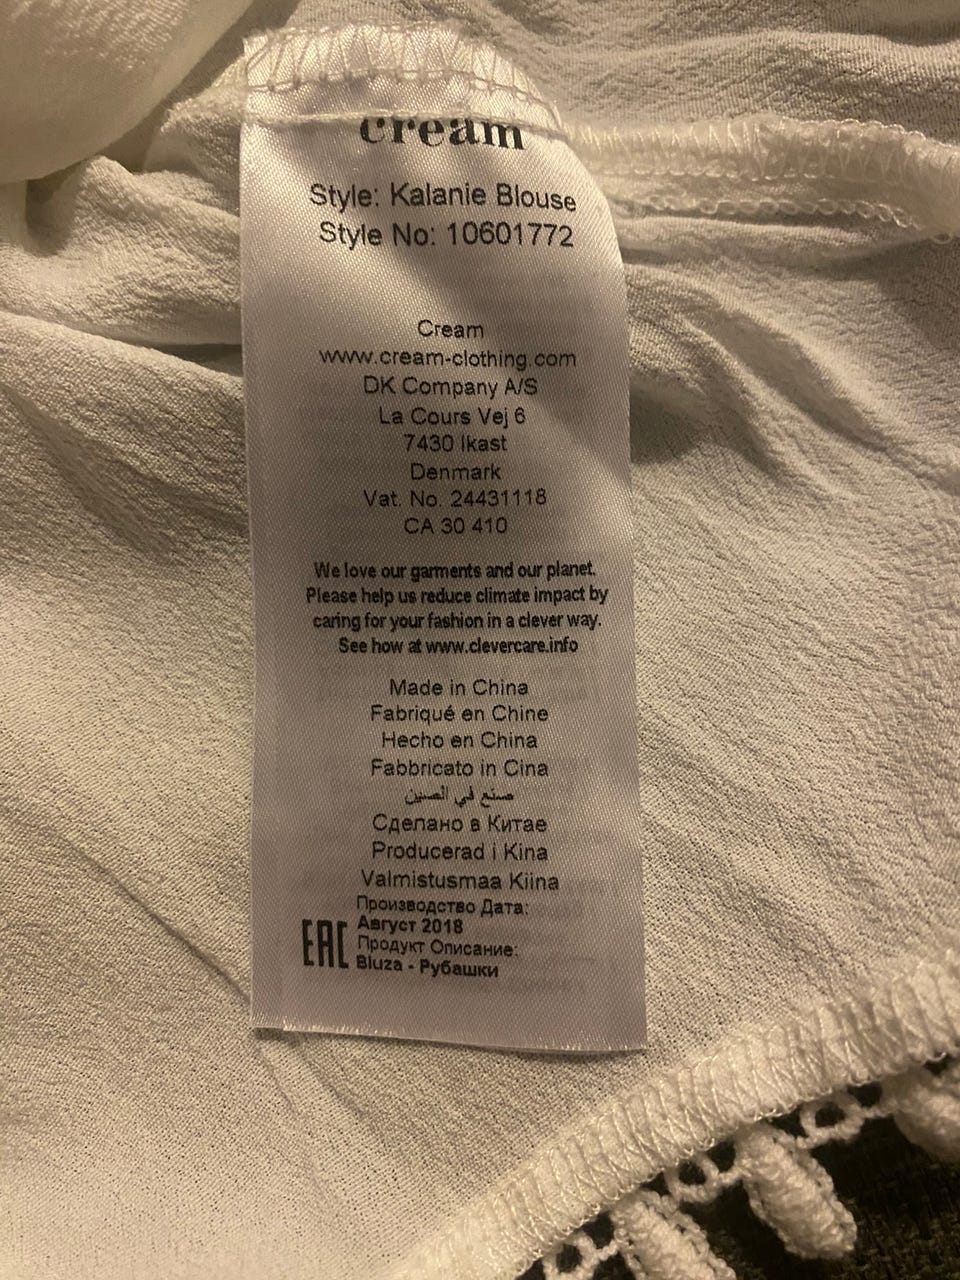 cream
Style: Kalanie Blouse
Style No: 10601772
Cream
www.cream-clothing.com
DK Company A/S
La Cours Vej 6
7430 Ikast
Denmark
Vat. No. 24431118
CA 30 410
We love our garments and our planet.
Please help us reduce climate impact by
caring for your fashion in a clever way.
See how at www.clevercare.info
Made in China
Fabriqué en Chine
Hecho en China
Fabbricato in Cina
صنع في الصين
Сделано в Китае
Producerad i Kina
Valmistusmaa Kiina
Производство Дата:
Август 2018
EAC Продукт Описание:
Bluza - Рубашки